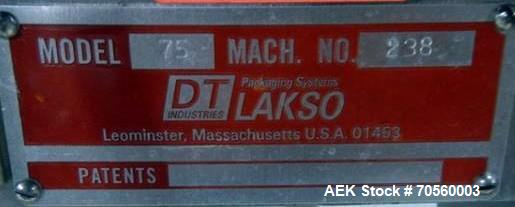 MODEL 75 MACH. NO. 238
Packaging Systems
DT LAKSO
INDUSTRIES
Leominster, Massachusetts U.S.A. 01453
PATENTS
AEK Stock # 70560003